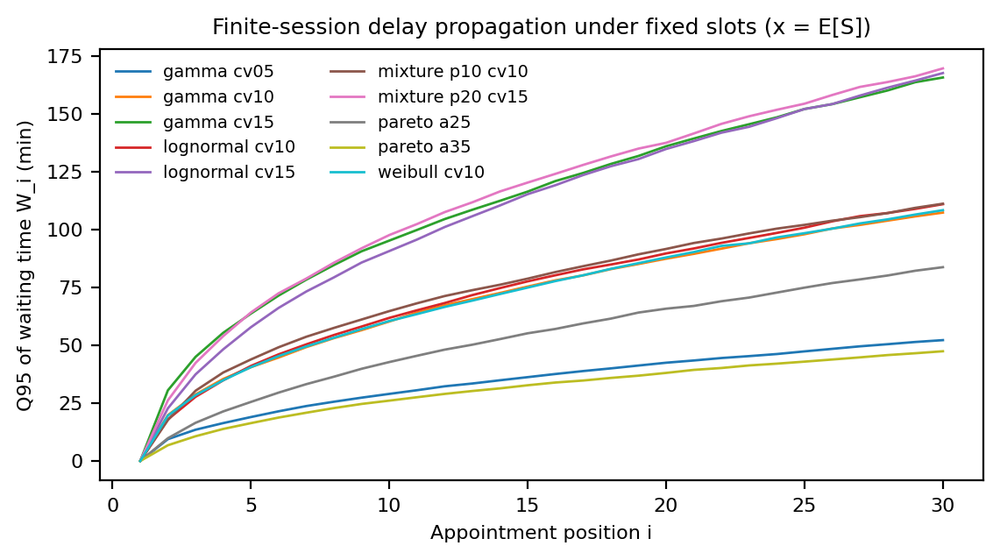 Finite-session delay propagation under fixed slots (x = E[S])
Q95 of waiting time W_i (min)
175
150
125
100
75
50
25
0
gamma cv05
gamma cv10
gamma cv15
lognormal cv10
lognormal cv15
mixture p10 cv10
mixture p20 cv15
pareto a25
pareto a35
weibull cv10
0 5 10 15 20 25 30
Appointment position i